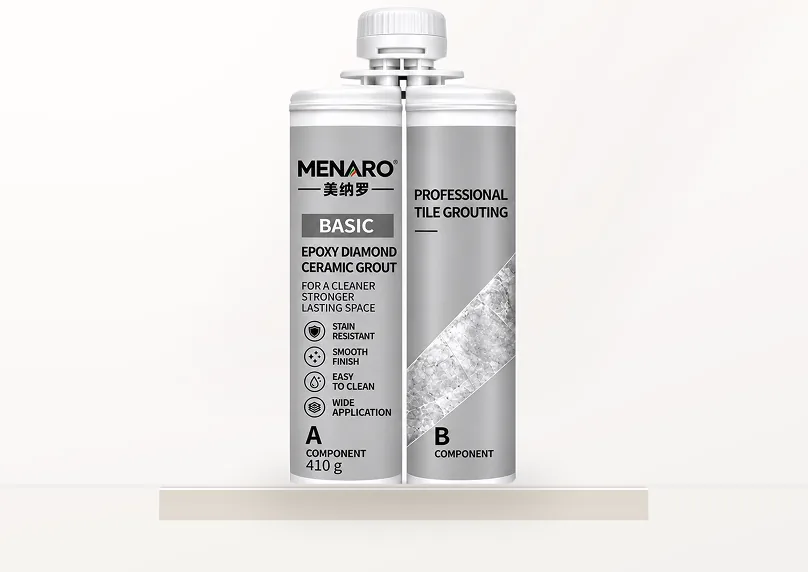 MENARO®
美纳罗
BASIC
EPOXY DIAMOND
CERAMIC GROUT
FOR A CLEANER
STRONGER
LASTING SPACE
STAIN
RESISTANT
SMOOTH
FINISH
EASY
TO CLEAN
WIDE
APPLICATION
A
COMPONENT
410 g
PROFESSIONAL
TILE GROUTING
B
COMPONENT